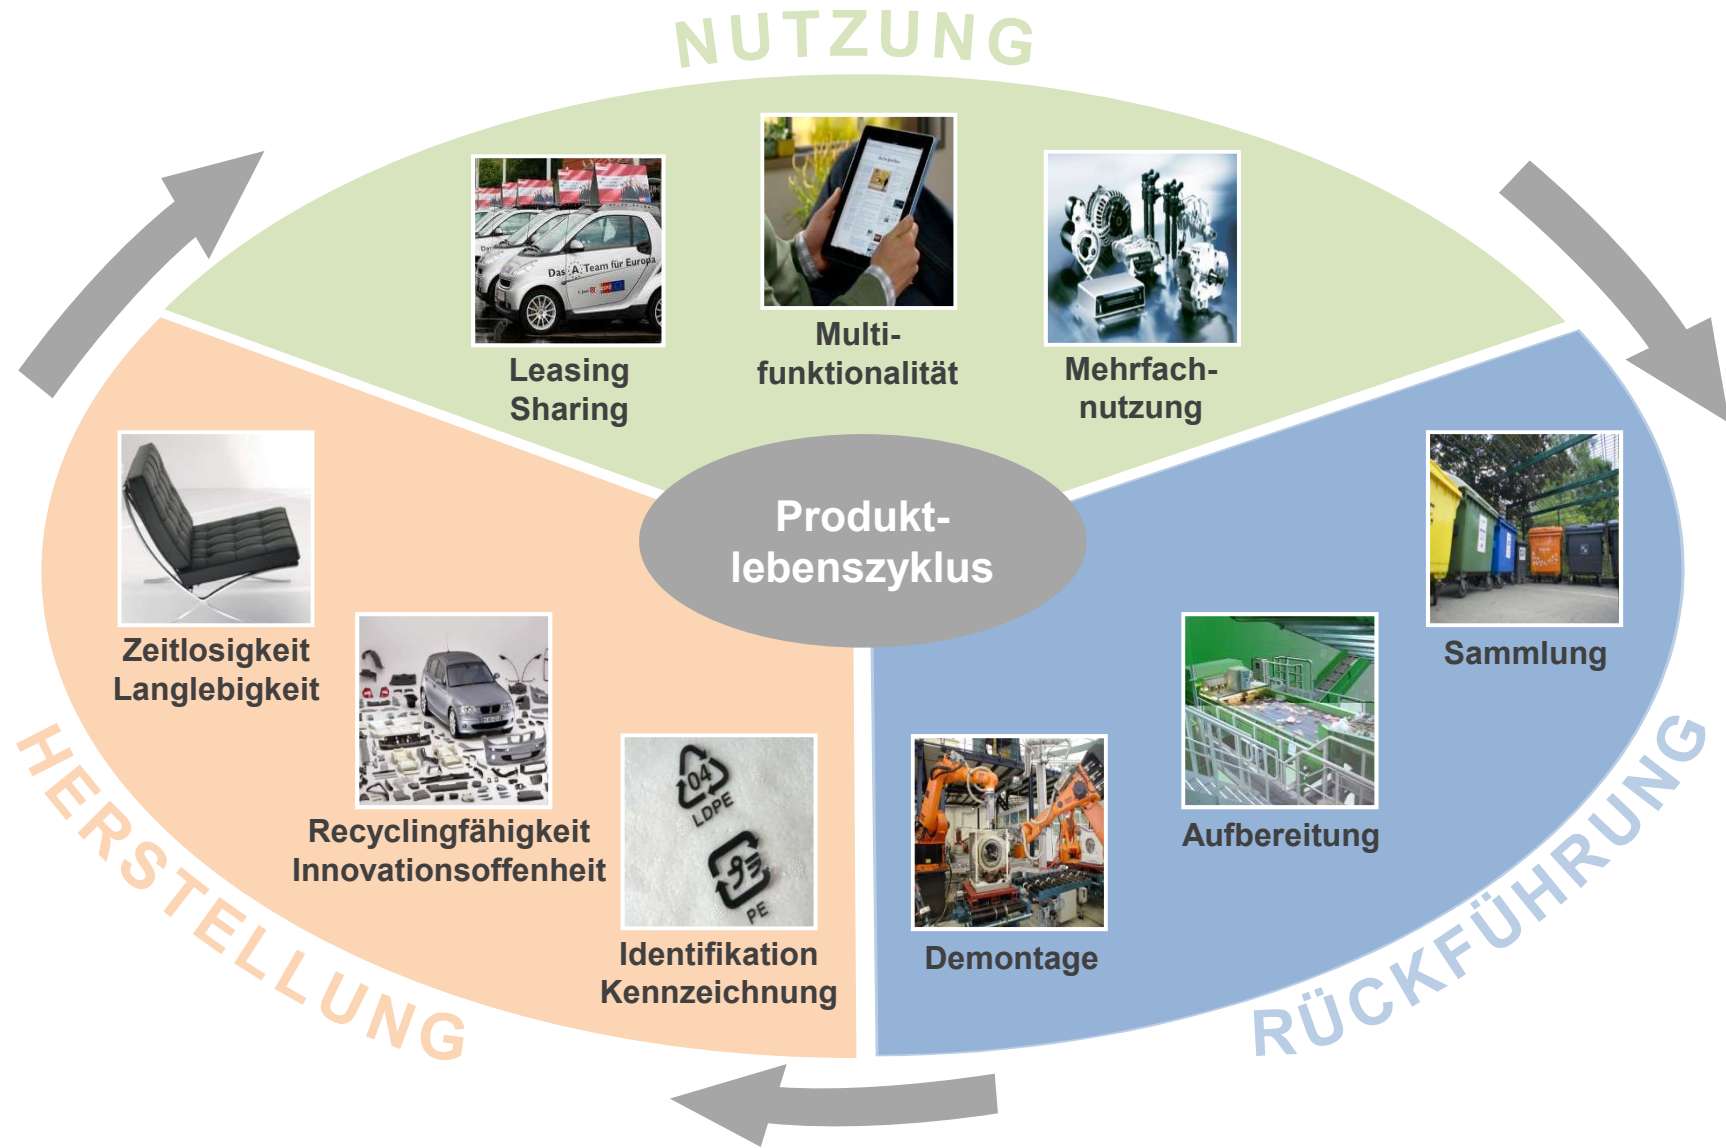 NUTZUNG
Das A Team für Europa
SPÖ
Leasing
Sharing
Multi-
funktionalität
Mehrfach-
nutzung
Produkt-
lebenszyklus
Zeitlosigkeit
Langlebigkeit
Recyclingfähigkeit
Innovationsoffenheit
04
LDPE
PE
Identifikation
Kennzeichnung
HERSTELLUNG
Sammlung
Aufbereitung
Demontage
RÜCKFÜHRUNG